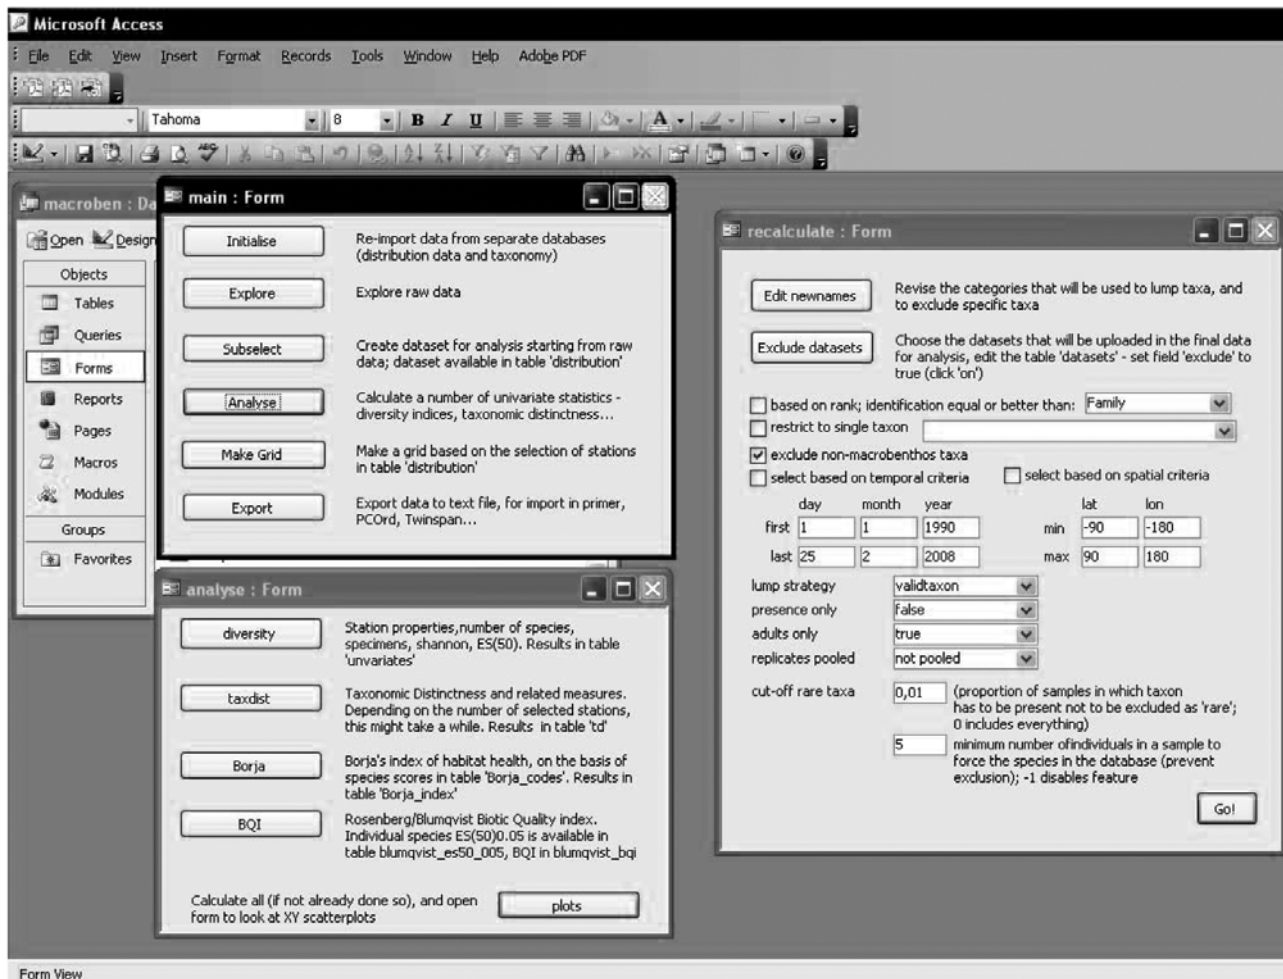 Microsoft Access
File Edit View Insert Format Records Tools Window Help Adobe PDF
Tahoma 8 B I U A
macroben : Da
Open Design
Objects
Tables
Queries
Forms
Reports
Pages
Macros
Modules
Groups
Favorites
main : Form
Initialise Re-import data from separate databases
(distribution data and taxonomy)
Explore Explore raw data
Subselect Create dataset for analysis starting from raw
data; dataset available in table 'distribution'
Analyse Calculate a number of univariate statistics -
diversity indices, taxonomic distinctness...
Make Grid Make a grid based on the selection of stations
in table 'distribution'
Export Export data to text file, for import in primer,
PCOrd, Twinspan...
analyse : Form
diversity Station properties,number of species,
specimens, shannon, ES(50). Results in table
'unvariates'
taxdist Taxonomic Distinctness and related measures.
Depending on the number of selected stations,
this might take a while. Results in table 'td'
Borja Borja's index of habitat health, on the basis of
species scores in table 'Borja_codes'. Results in
table 'Borja_index'
BQI Rosenberg/Blumqvist Biotic Quality index.
Individual species ES(50)0.05 is available in
table blumqvist_es50_005, BQI in blumqvist_bqi
Calculate all (if not already done so), and open
form to look at XY scatterplots
plots
recalculate : Form
Edit newnames Revise the categories that will be used to lump taxa, and
to exclude specific taxa
Exclude datasets Choose the datasets that will be uploaded in the final data
for analysis, edit the table 'datasets' - set field 'exclude' to
true (click 'on')
based on rank; identification equal or better than: Family
restrict to single taxon
exclude non-macrobenthos taxa
select based on temporal criteria select based on spatial criteria
day month year lat lon
first 1 1 1990 min -90 -180
last 25 2 2008 max 90 180
lump strategy validtaxon
presence only false
adults only true
replicates pooled not pooled
cut-off rare taxa 0,01 (proportion of samples in which taxon
has to be present not to be excluded as 'rare';
0 includes everything)
5 minimum number ofindividuals in a sample to
force the species in the database (prevent
exclusion); -1 disables feature
Go!
Form View